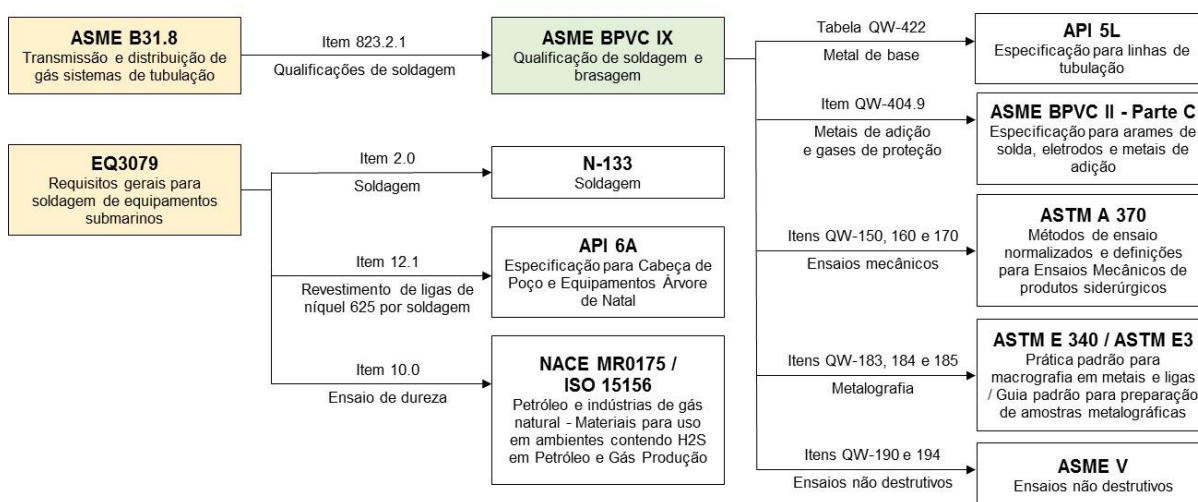 ASME B31.8
Transmissão e distribuição de
gás sistemas de tubulação
Item 823.2.1
Qualificações de soldagem
ASME BPVC IX
Qualificação de soldagem e
brasagem
Tabela QW-422
Metal de base
API 5L
Especificação para linhas de
tubulação
Item QW-404.9
Metais de adição
e gases de proteção
ASME BPVC II - Parte C
Especificação para arames de
solda, eletrodos e metais de
adição
EQ3079
Requisitos gerais para
soldagem de equipamentos
submarinos
Item 2.0
Soldagem
N-133
Soldagem
Itens QW-150, 160 e 170
Ensaios mecânicos
ASTM A 370
Métodos de ensaio
normalizados e definições
para Ensaios Mecânicos de
produtos siderúrgicos
Item 12.1
Revestimento de ligas de
níquel 625 por soldagem
API 6A
Especificação para Cabeça de
Poço e Equipamentos Árvore
de Natal
Itens QW-183, 184 e 185
Metalografia
ASTM E 340 / ASTM E3
Prática padrão para
macrografia em metais e ligas
/ Guia padrão para preparação
de amostras metalográficas
Item 10.0
Ensaio de dureza
NACE MR0175 /
ISO 15156
Petróleo e indústrias de gás
natural - Materiais para uso
em ambientes contendo H2S
em Petróleo e Gás Produção
Itens QW-190 e 194
Ensaios não destrutivos
ASME V
Ensaios não destrutivos